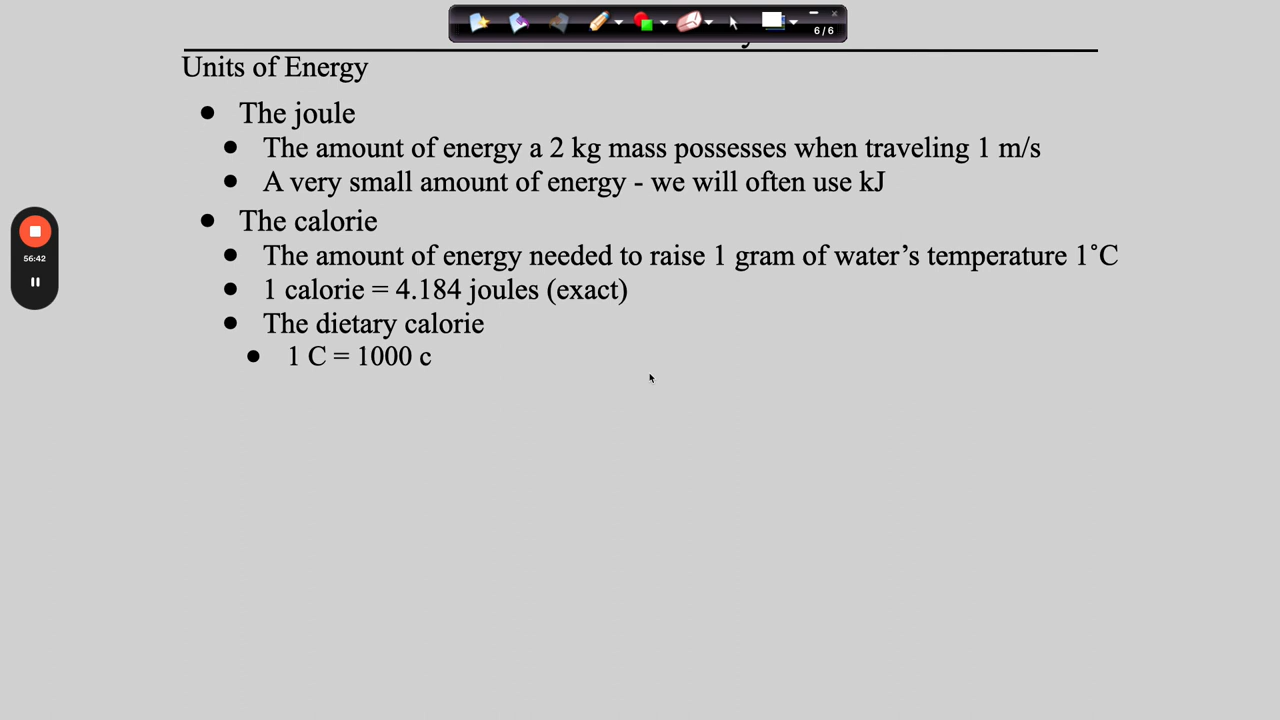 6 / 6
Units of Energy
● The joule
● The amount of energy a 2 kg mass possesses when traveling 1 m/s
● A very small amount of energy - we will often use kJ
● The calorie
● The amount of energy needed to raise 1 gram of water’s temperature 1˚C
56:42
● 1 calorie = 4.184 joules (exact)
● The dietary calorie
● 1 C = 1000 c